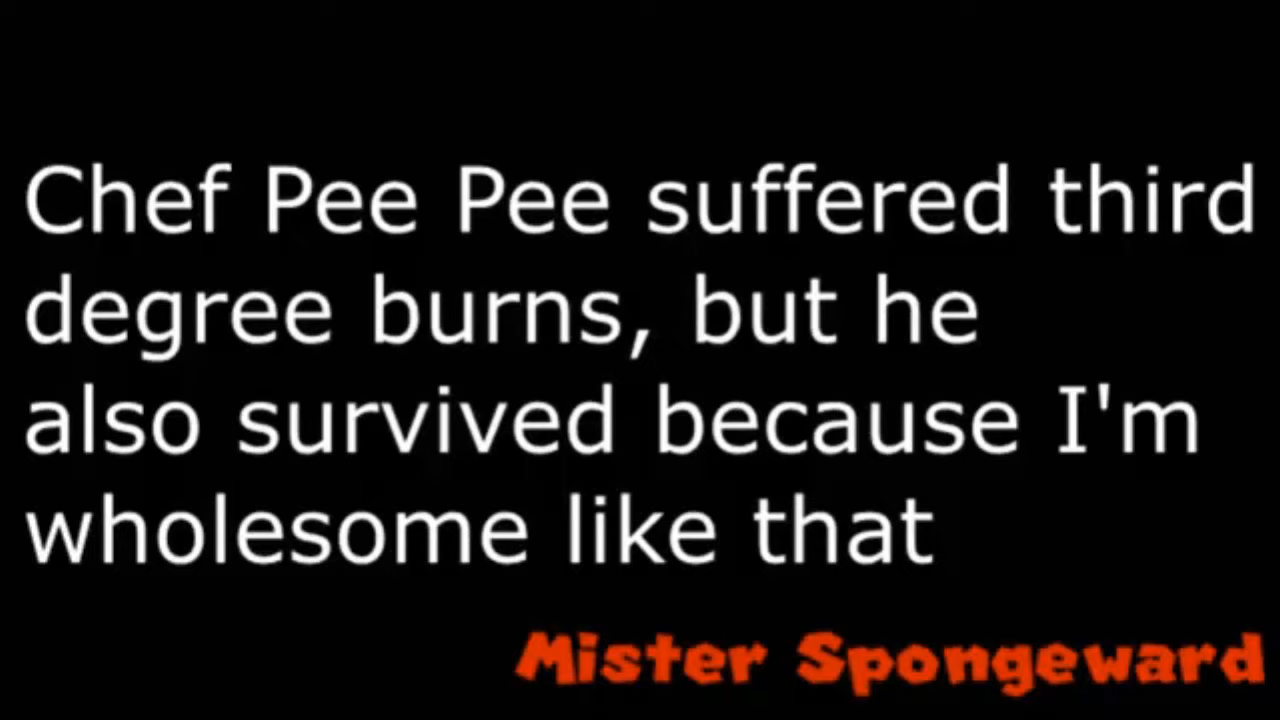 Chef Pee Pee suffered third
degree burns, but he
also survived because I'm
wholesome like that
Mister Spongeward